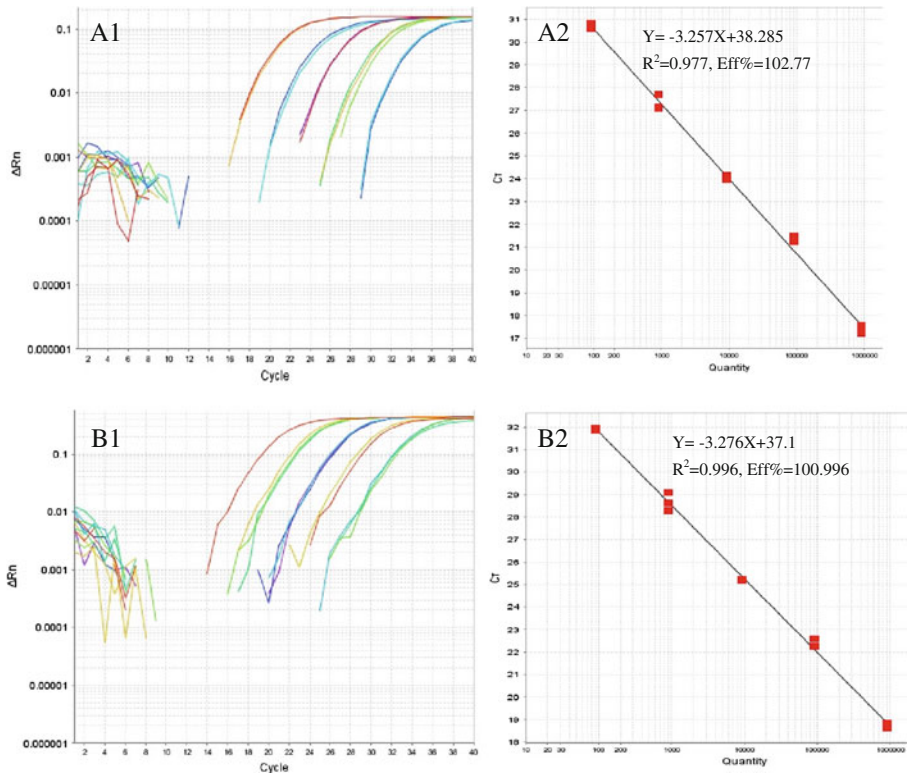 A1
0.1
0.01
0.001
0.0001
0.00001
0.000001
ΔRn
2 4 6 8 10 12 14 16 18 20 22 24 26 28 30 32 34 36 38 40
Cycle
A2
Y= -3.257X+38.285
R²=0.977, Eff%=102.77
31
30
29
28
27
26
25
24
23
22
21
20
19
18
17
CT
10 20 30 100 200 1000 10000 100000 1000000
Quantity
B1
0.1
0.01
0.001
0.0001
0.00001
0.000001
ΔRn
2 4 6 8 10 12 14 16 18 20 22 24 26 28 30 32 34 36 38 40
Cycle
B2
Y= -3.276X+37.1
R²=0.996, Eff%=100.996
32
31
30
29
28
27
26
25
24
23
22
21
20
19
18
CT
10 20 30 100 200 1000 10000 100000 1000000
Quantity